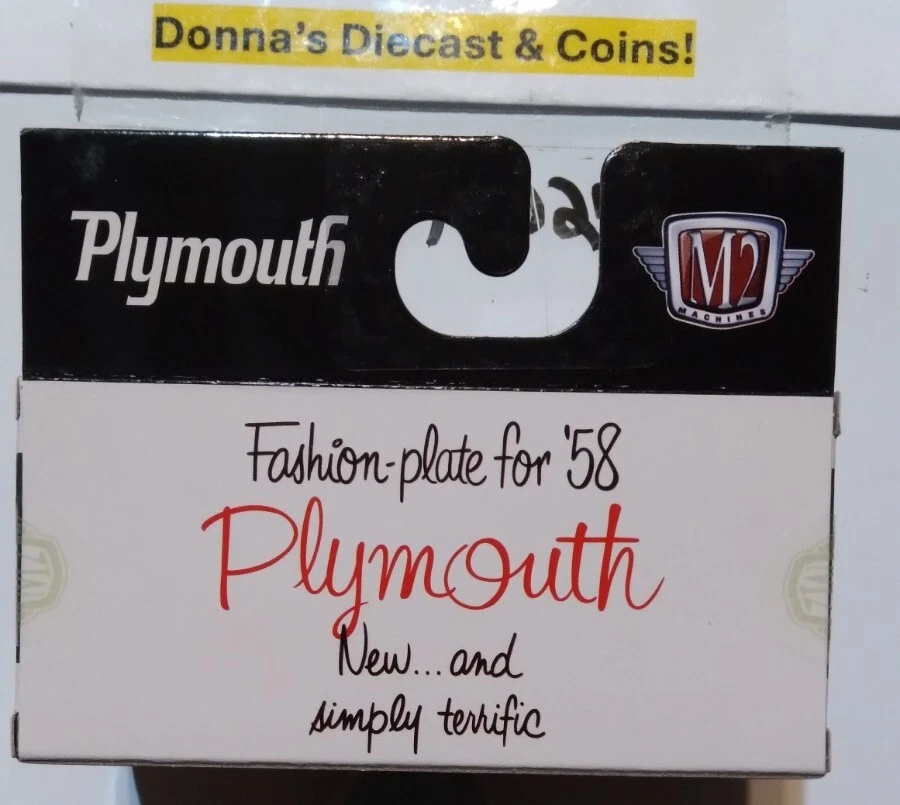 Donna's Diecast & Coins!
Plymouth
M2
MACHINES
Fashion-plate for '58
Plymouth
New...and
simply terrific